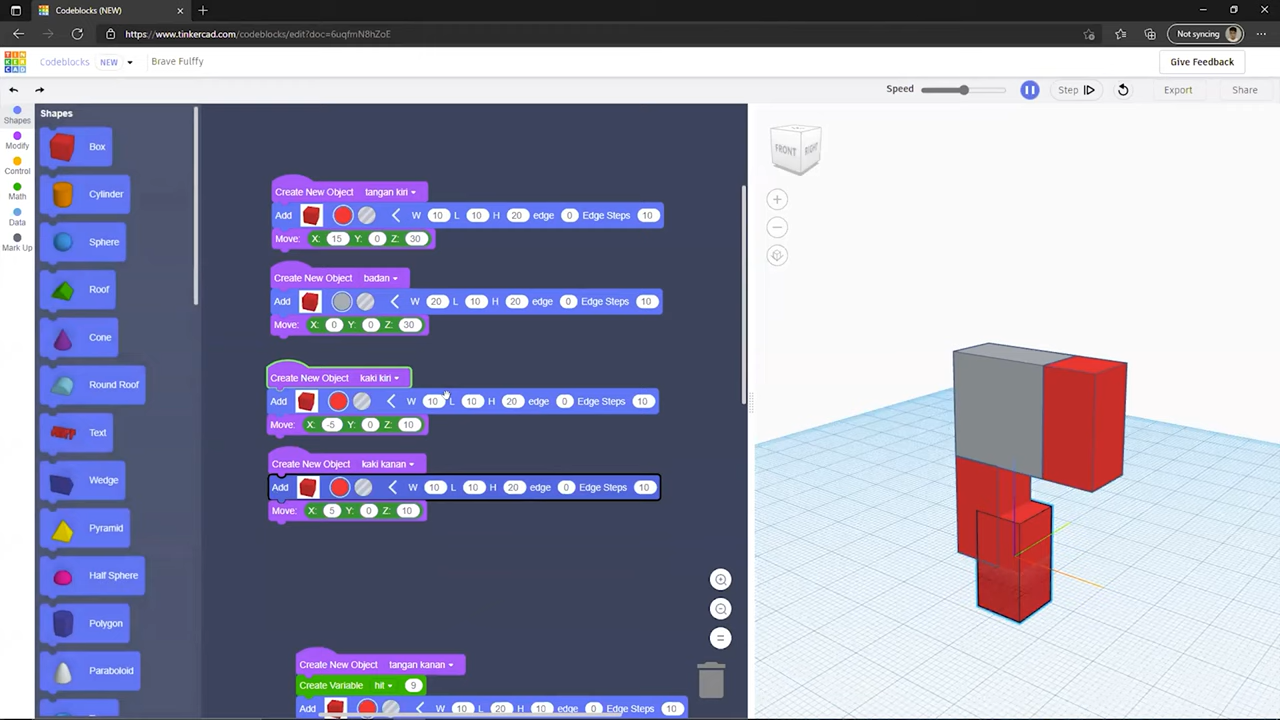 Codeblocks (NEW)
https://www.tinkercad.com/codeblocks/edit?doc=6uqfmN8hZoE
Not syncing
TIN
KER
CAD
Codeblocks NEW
Brave Fulffy
Give Feedback
Speed
Step
Export
Share
Shapes
Modify
Control
Math
Data
Mark Up
Shapes
Box
Cylinder
Sphere
Roof
Cone
Round Roof
Text
Wedge
Pyramid
Half Sphere
Polygon
Paraboloid
Create New Object tangan kiri
Add W 10 L 10 H 20 edge 0 Edge Steps 10
Move: X: 15 Y: 0 Z: 30
Create New Object badan
Add W 20 L 10 H 20 edge 0 Edge Steps 10
Move: X: 0 Y: 0 Z: 30
Create New Object kaki kiri
Add W 10 L 10 H 20 edge 0 Edge Steps 10
Move: X: -5 Y: 0 Z: 10
Create New Object kaki kanan
Add W 10 L 10 H 20 edge 0 Edge Steps 10
Move: X: 5 Y: 0 Z: 10
Create New Object tangan kanan
Create Variable hit 9
Add W 10 L 20 H 10 edge 0 Edge Steps 10
FRONT
RIGHT